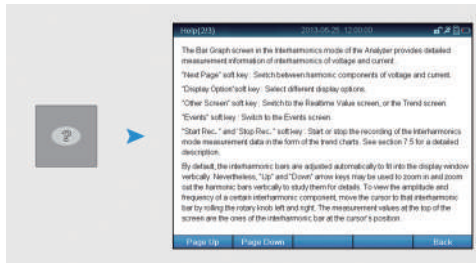 Help(2/3) 2013-06-25 12:00:00
The Bar Graph screen in the Interharmonics mode of the Analyzer provides detailed
measurement information of interharmonics of voltage and current.
"Next Page" soft key : Switch between harmonic components of voltage and current.
"Display Option"soft key : Select different display options.
"Other Screen" soft key : Switch to the Realtime Value screen, or the Trend screen.
"Events" soft key : Switch to the Events screen.
"Start Rec. " and "Stop Rec. " soft key : Start or stop the recording of the interharmonics
mode measurement data in the form of the trend charts. See section 7.5 for a detailed
description.
By default, the interharmonic bars are adjusted automatically to fit into the display window
vertically. Nevertheless, "Up" and "Down" arrow keys may be used to zoom in and zoom
out the harmonic bars vertically to study them for details. To view the amplitude and
frequency of a certain interharmonic component, move the cursor to that interharmonic
bar by rolling the rotary knob left and right. The measurement values at the top of the
screen are the ones of the interharmonic bar at the cursor's position.
Page Up Page Down Back